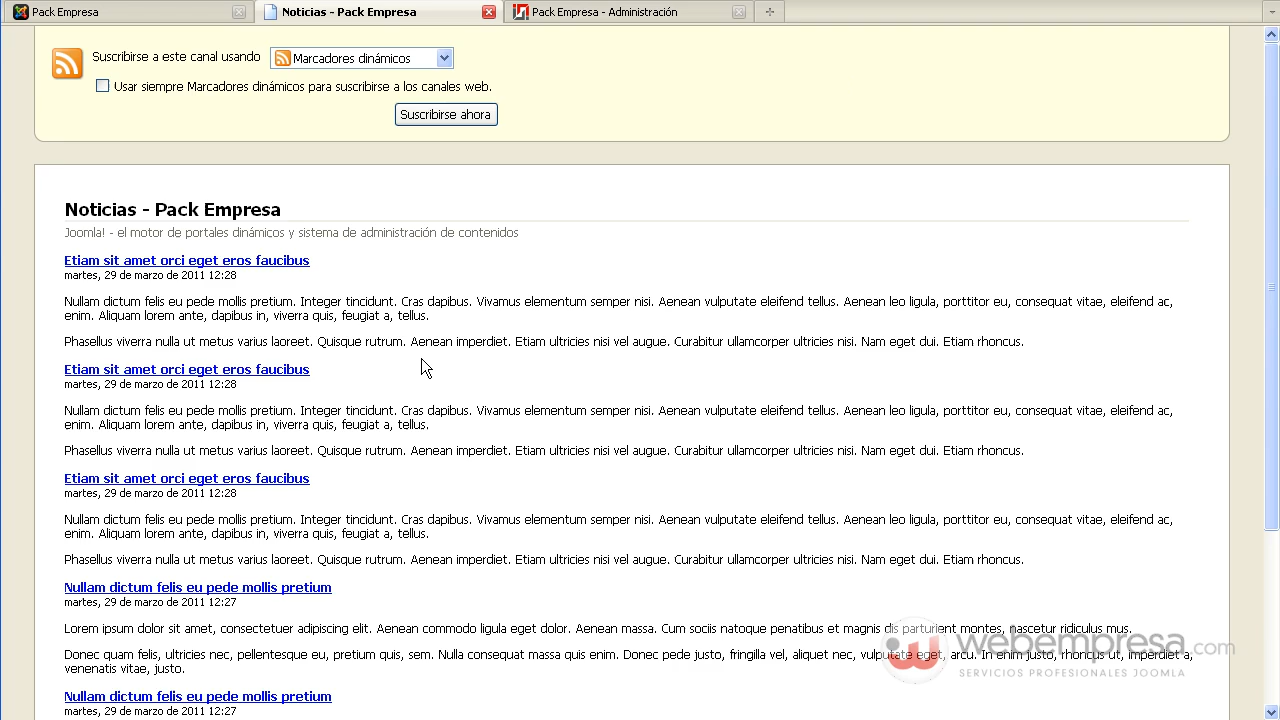 Pack Empresa
Noticias - Pack Empresa
Pack Empresa - Administración
Suscribirse a este canal usando
Marcadores dinámicos
Usar siempre Marcadores dinámicos para suscribirse a los canales web.
Suscribirse ahora
Noticias - Pack Empresa
Joomla! - el motor de portales dinámicos y sistema de administración de contenidos
Etiam sit amet orci eget eros faucibus
martes, 29 de marzo de 2011 12:28
Nullam dictum felis eu pede mollis pretium. Integer tincidunt. Cras dapibus. Vivamus elementum semper nisi. Aenean vulputate eleifend tellus. Aenean leo ligula, porttitor eu, consequat vitae, eleifend ac,
enim. Aliquam lorem ante, dapibus in, viverra quis, feugiat a, tellus.
Phasellus viverra nulla ut metus varius laoreet. Quisque rutrum. Aenean imperdiet. Etiam ultricies nisi vel augue. Curabitur ullamcorper ultricies nisi. Nam eget dui. Etiam rhoncus.
Etiam sit amet orci eget eros faucibus
martes, 29 de marzo de 2011 12:28
Nullam dictum felis eu pede mollis pretium. Integer tincidunt. Cras dapibus. Vivamus elementum semper nisi. Aenean vulputate eleifend tellus. Aenean leo ligula, porttitor eu, consequat vitae, eleifend ac,
enim. Aliquam lorem ante, dapibus in, viverra quis, feugiat a, tellus.
Phasellus viverra nulla ut metus varius laoreet. Quisque rutrum. Aenean imperdiet. Etiam ultricies nisi vel augue. Curabitur ullamcorper ultricies nisi. Nam eget dui. Etiam rhoncus.
Etiam sit amet orci eget eros faucibus
martes, 29 de marzo de 2011 12:28
Nullam dictum felis eu pede mollis pretium. Integer tincidunt. Cras dapibus. Vivamus elementum semper nisi. Aenean vulputate eleifend tellus. Aenean leo ligula, porttitor eu, consequat vitae, eleifend ac,
enim. Aliquam lorem ante, dapibus in, viverra quis, feugiat a, tellus.
Phasellus viverra nulla ut metus varius laoreet. Quisque rutrum. Aenean imperdiet. Etiam ultricies nisi vel augue. Curabitur ullamcorper ultricies nisi. Nam eget dui. Etiam rhoncus.
Nullam dictum felis eu pede mollis pretium
martes, 29 de marzo de 2011 12:27
Lorem ipsum dolor sit amet, consectetuer adipiscing elit. Aenean commodo ligula eget dolor. Aenean massa. Cum sociis natoque penatibus et magnis dis parturient montes, nascetur ridiculus mus.
Donec quam felis, ultricies nec, pellentesque eu, pretium quis, sem. Nulla consequat massa quis enim. Donec pede justo, fringilla vel, aliquet nec, vulputate eget, arcu. In enim justo, rhoncus ut, imperdiet a,
venenatis vitae, justo.
webempresa.com
SERVICIOS PROFESIONALES JOOMLA
Nullam dictum felis eu pede mollis pretium
martes, 29 de marzo de 2011 12:27